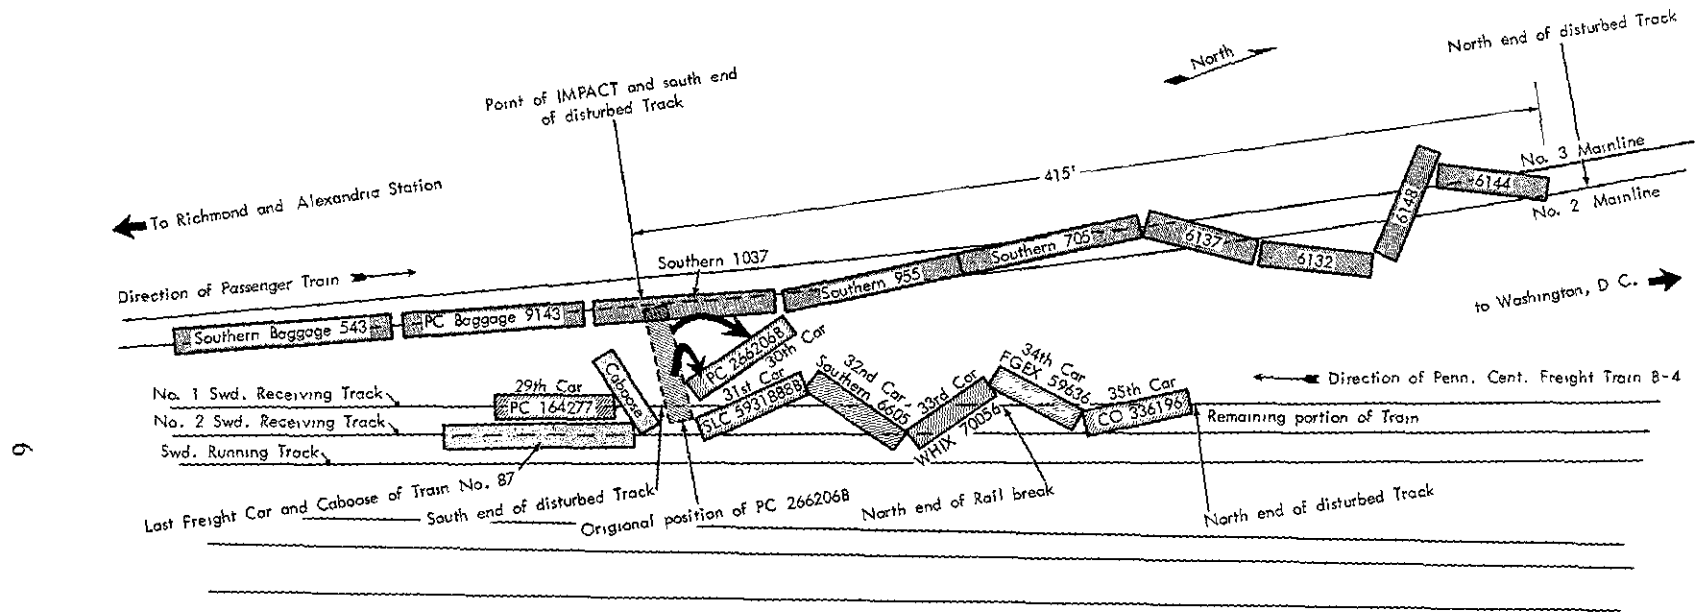 North end of disturbed Track
North
Point of IMPACT and south end
of disturbed Track
No. 3 Mainline
415'
6144
To Richmond and Alexandria Station
6148
No. 2 Mainline
Southern 1037
Southern 705
6137
6132
Direction of Passenger Train
Southern 955
to Washington, D C.
PC Baggage 9143
Southern Baggage 543
PC 266206B
30th Car
34th Car
FGEX 59636
32nd Car
Southern 6605
Caboose
31st Car
SLC 5931888B
33rd Car
WHIX 70056
35th Car
CO 336196
Direction of Penn. Cent. Freight Train B-4
29th Car
PC 164277
No. 1 Swd. Receiving Track
No. 2 Swd. Receiving Track
Remaining portion of Train
Swd. Running Track
6
Last Freight Car and Caboose of Train No. 87
South end of disturbed Track
Origional position of PC 266206B
North end of Rail break
North end of disturbed Track